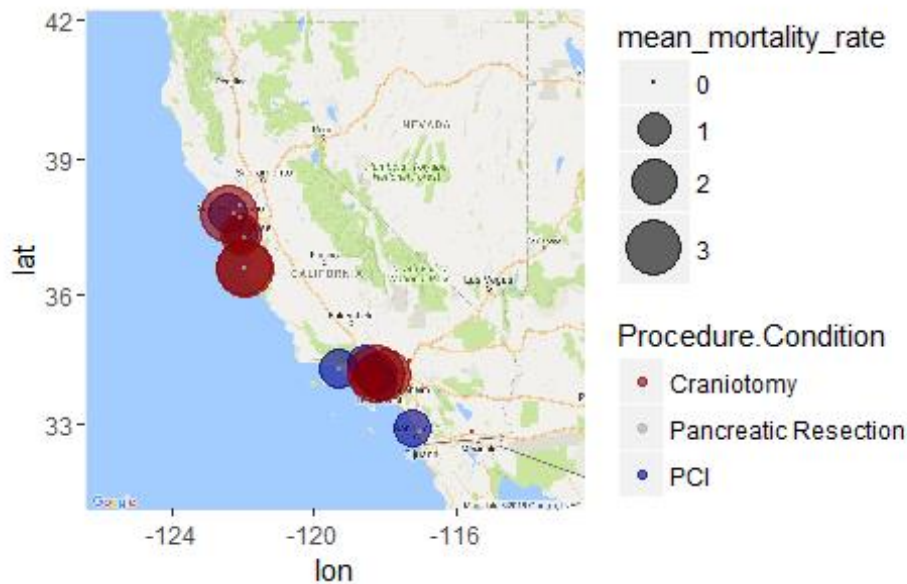 42
39
36
33
lat
-124
-120
-116
lon
NEVADA
CALIFORNIA
Las Vegas
Tijuana
Google
mean_mortality_rate
0
1
2
3
Procedure.Condition
Craniotomy
Pancreatic Resection
PCI